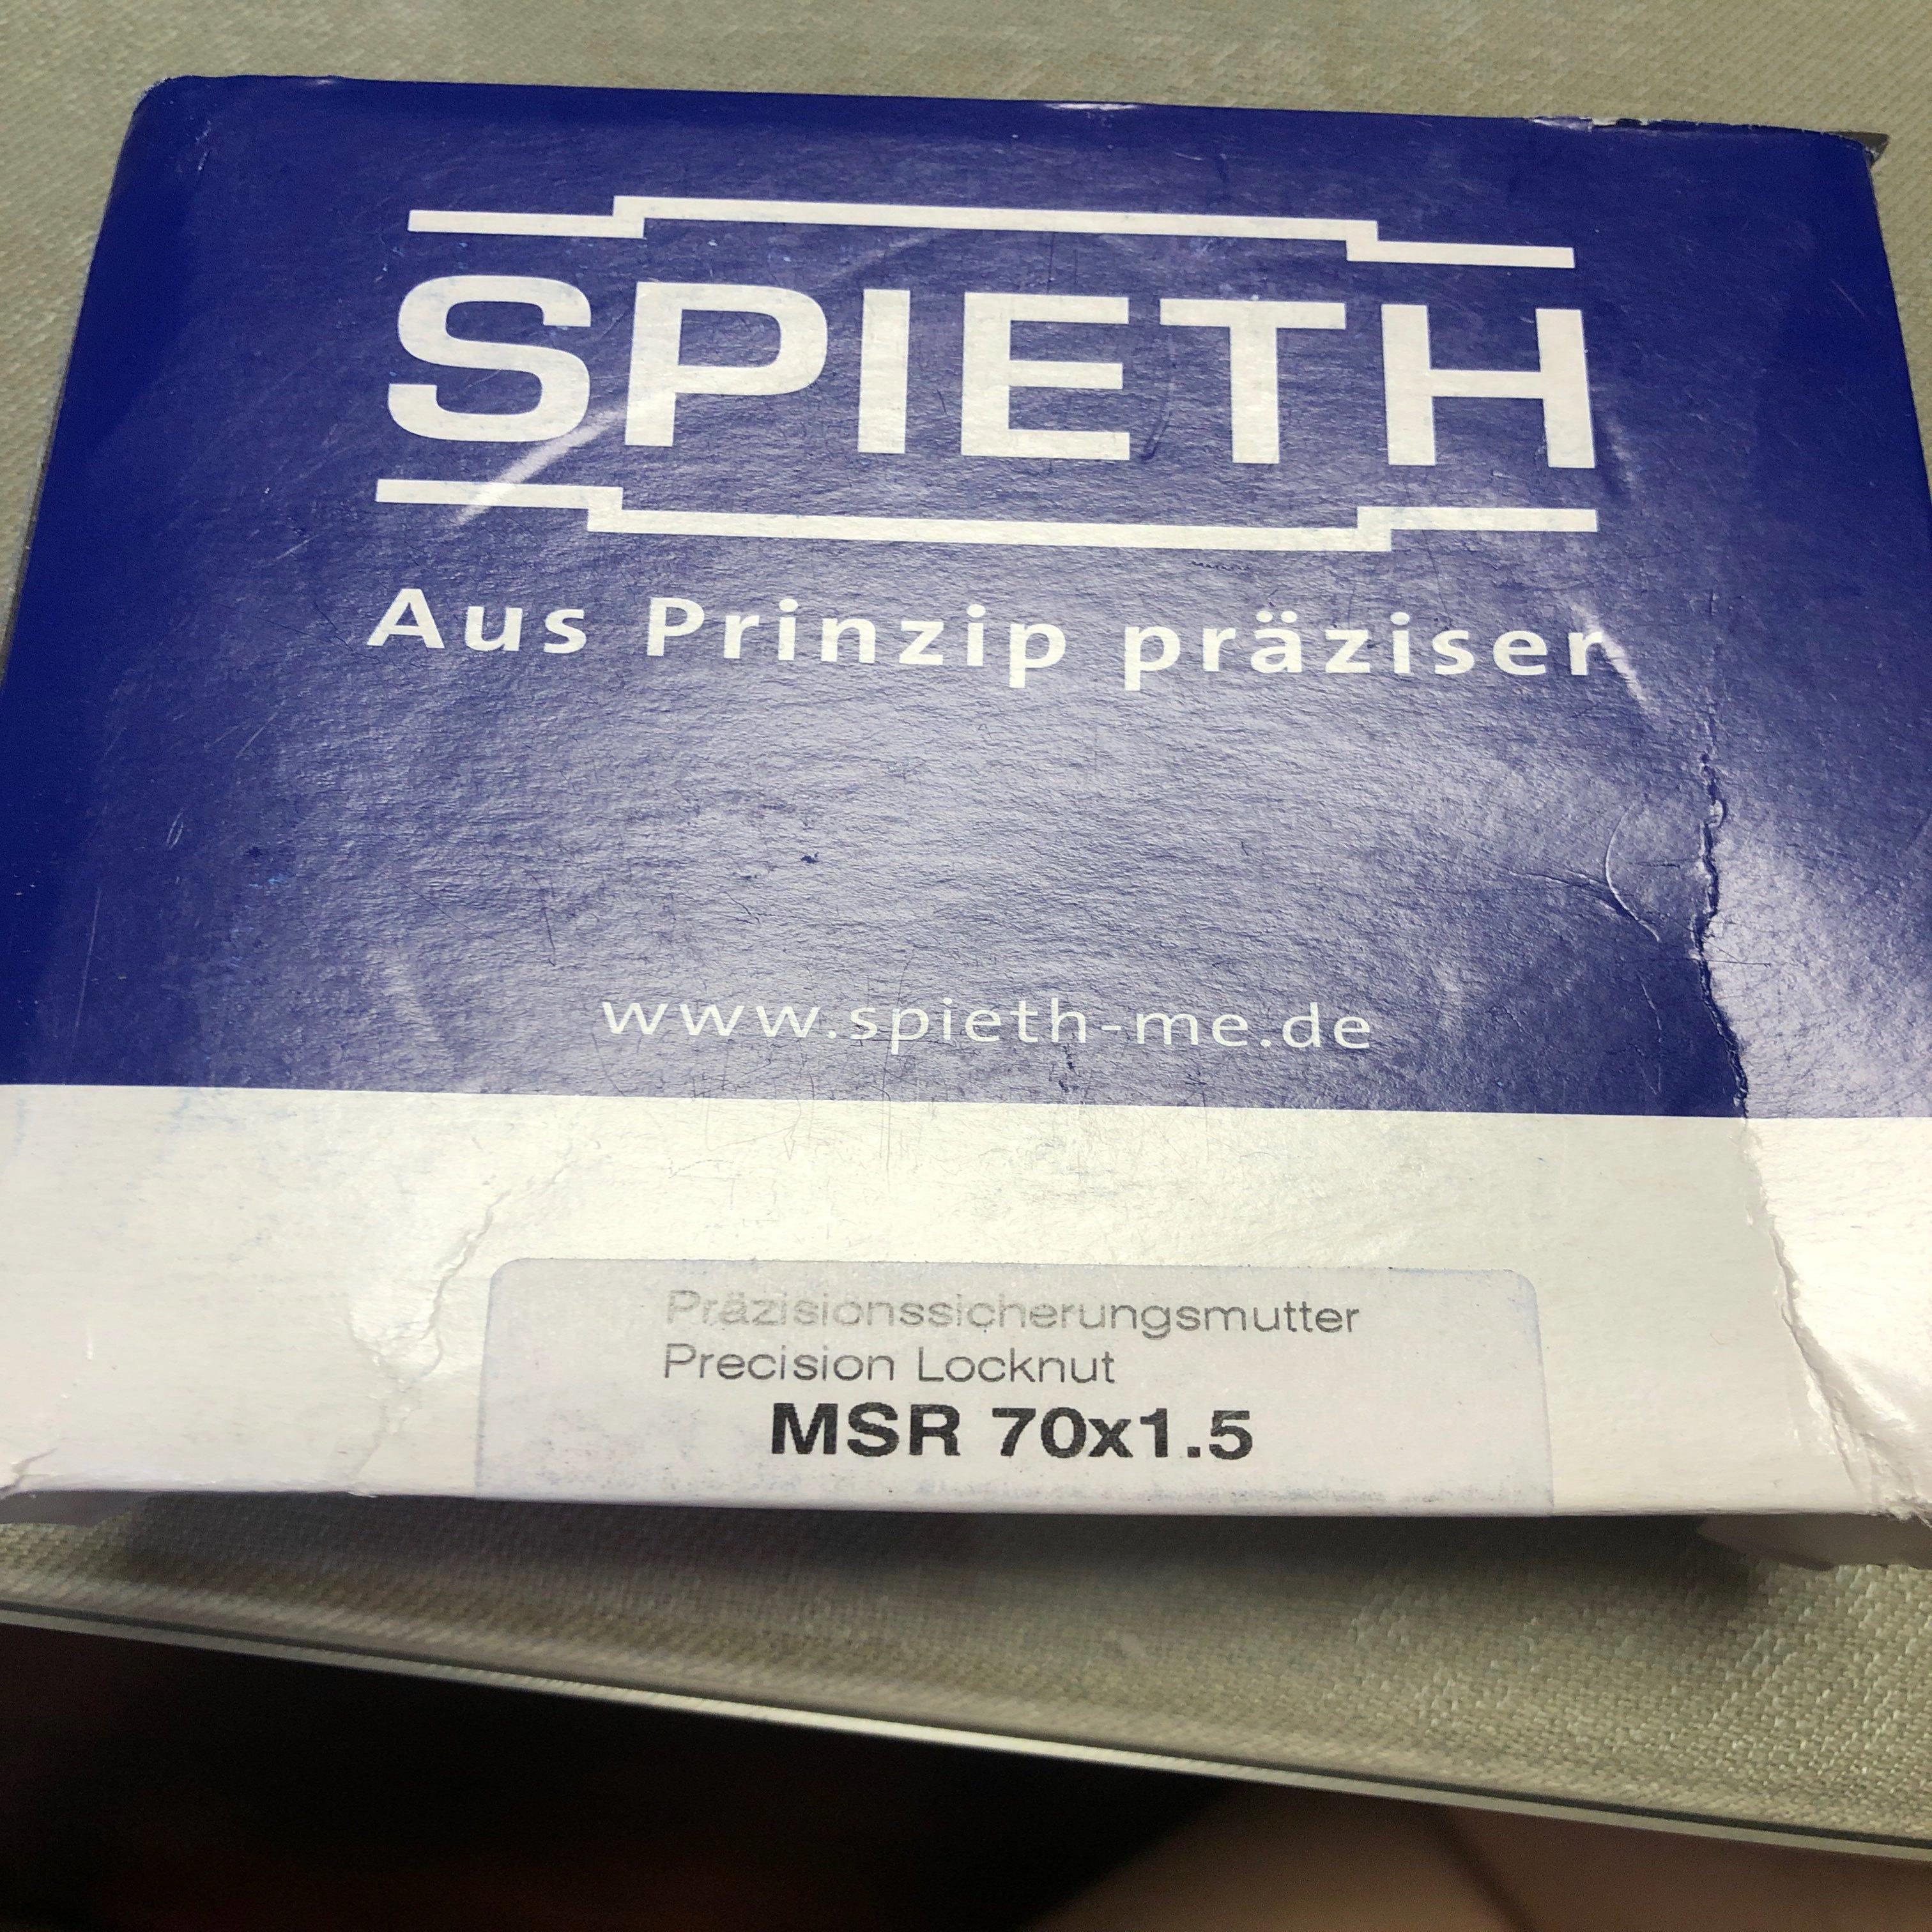 SPIETH
Aus Prinzip präziser
www.spieth-me.de
Präzisionssicherungsmutter
Precision Locknut
MSR 70x1.5